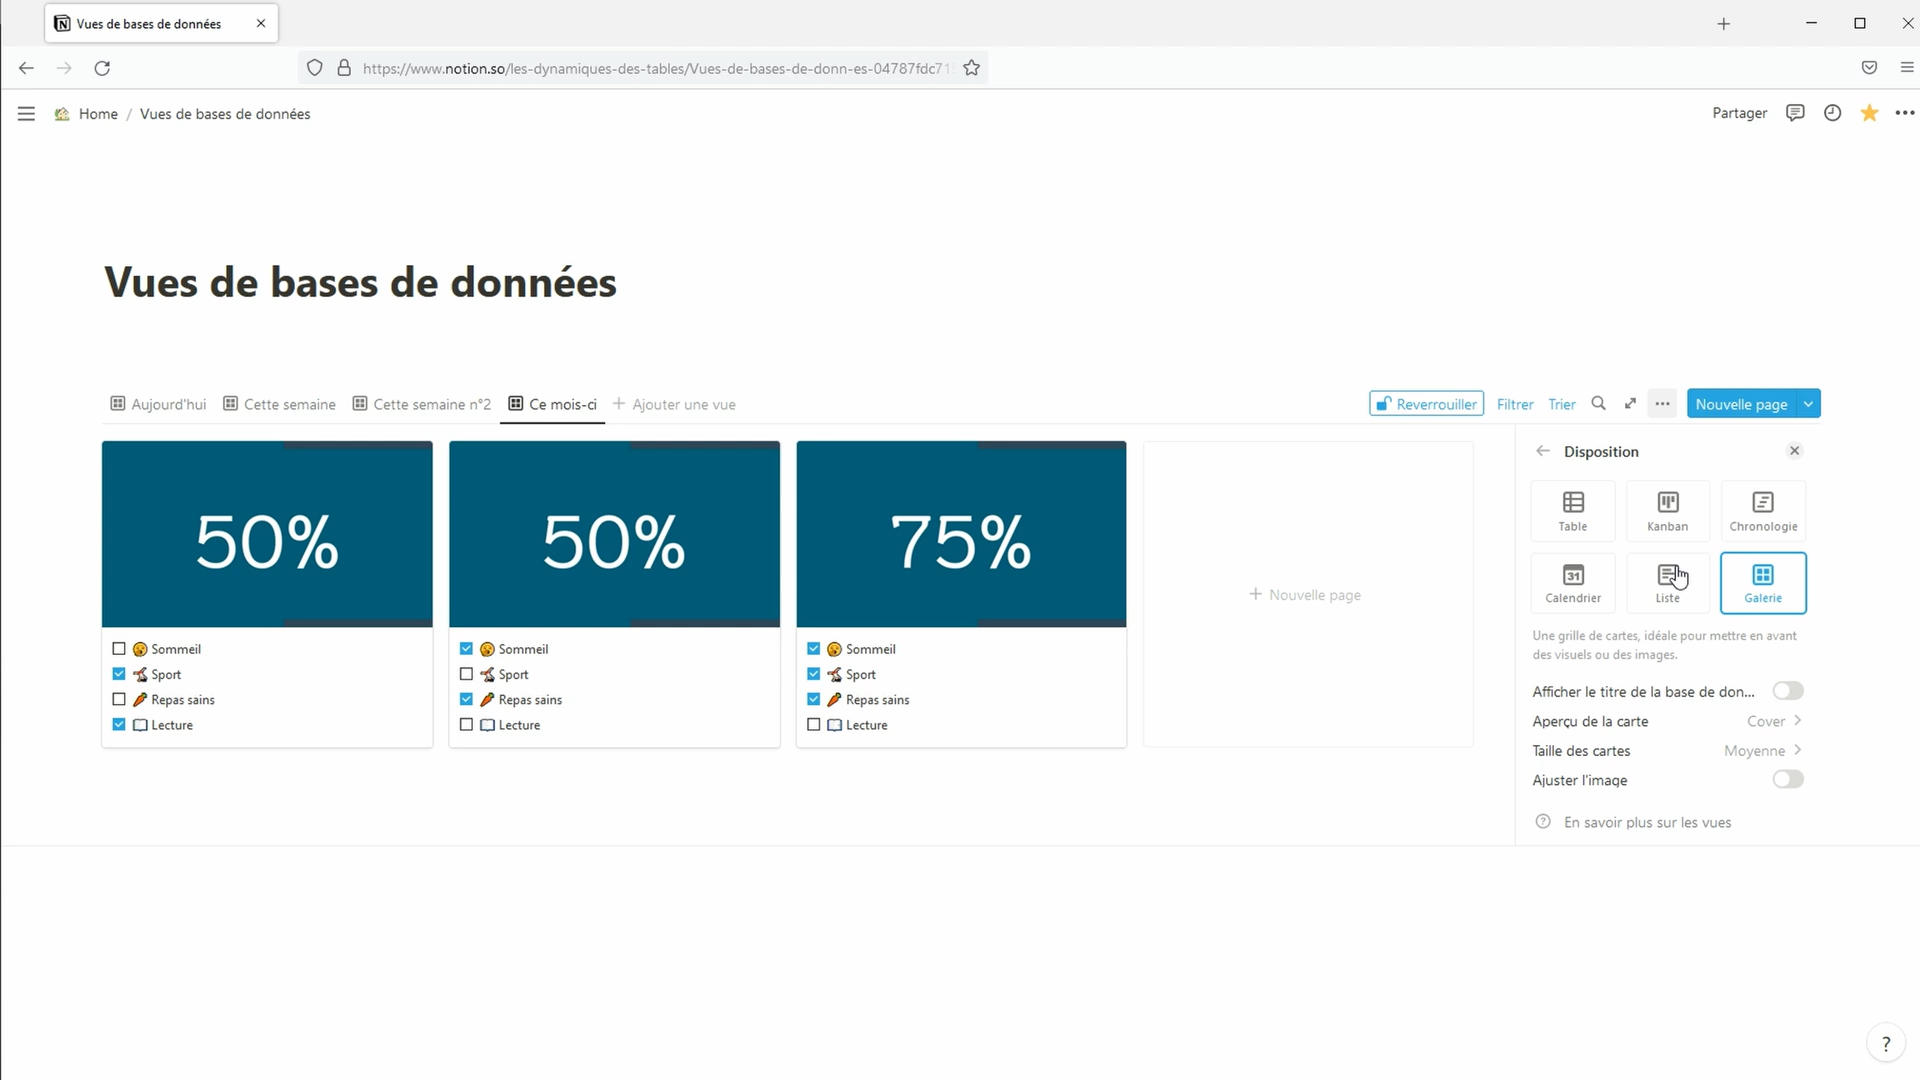 Vues de bases de données
https://www.notion.so/les-dynamiques-des-tables/Vues-de-bases-de-donn-es-04787fdc71
Home / Vues de bases de données
Partager
Vues de bases de données
Aujourd'hui Cette semaine Cette semaine n°2 Ce mois-ci + Ajouter une vue
Reverrouiller Filtrer Trier Nouvelle page
50%
Sommeil
Sport
Repas sains
Lecture
50%
Sommeil
Sport
Repas sains
Lecture
75%
Sommeil
Sport
Repas sains
Lecture
+ Nouvelle page
Disposition
Table Kanban Chronologie
31
Calendrier Liste Galerie
Une grille de cartes, idéale pour mettre en avant
des visuels ou des images.
Afficher le titre de la base de don...
Aperçu de la carte Cover
Taille des cartes Moyenne
Ajuster l'image
? En savoir plus sur les vues
?